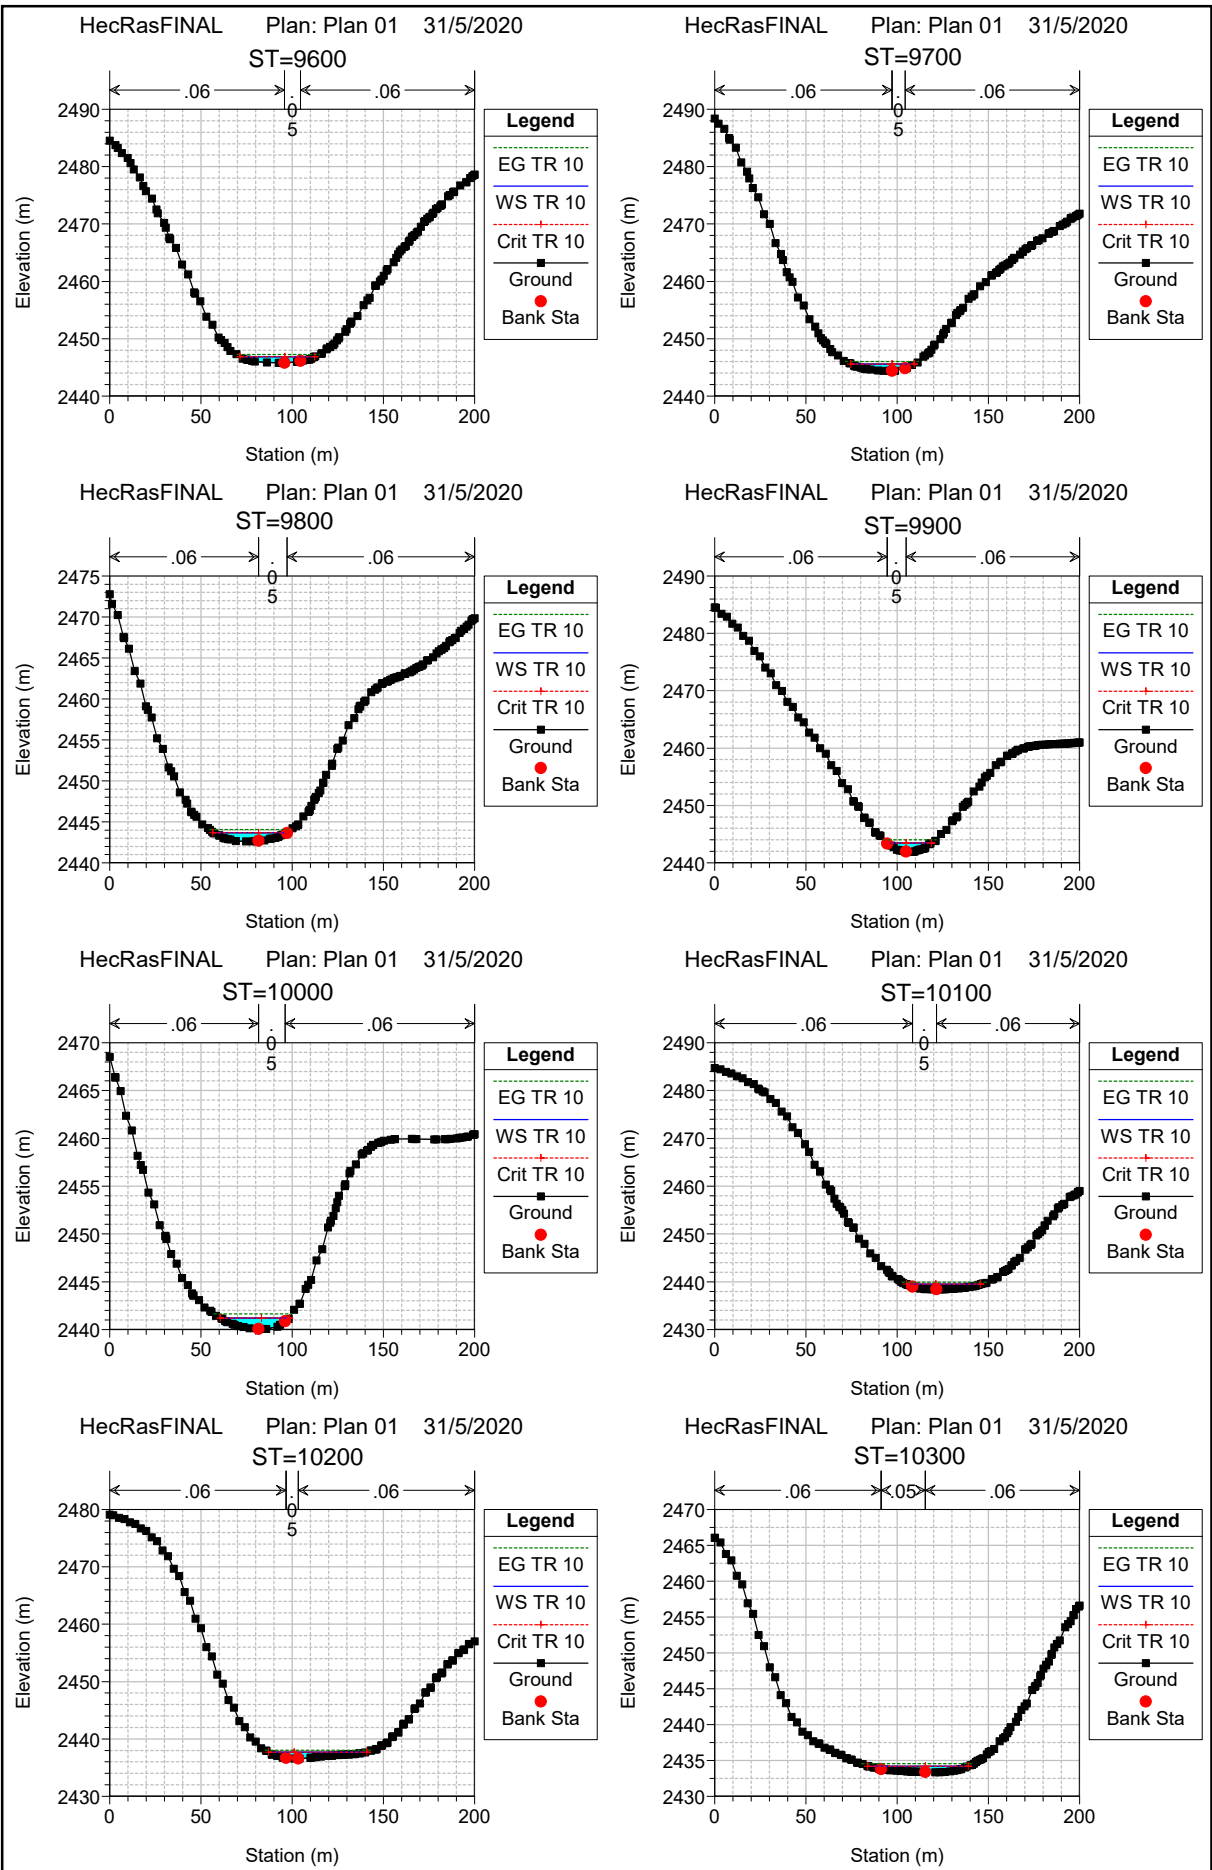 HecRasFINAL Plan: Plan 01 31/5/2020
ST=9600
.06 .05 .06
Legend
EG TR 10
WS TR 10
Crit TR 10
Ground
Bank Sta
2490
2480
2470
2460
2450
2440
0 50 100 150 200
Elevation (m)
Station (m)
HecRasFINAL Plan: Plan 01 31/5/2020
ST=9700
.06 .05 .06
Legend
EG TR 10
WS TR 10
Crit TR 10
Ground
Bank Sta
2490
2480
2470
2460
2450
2440
0 50 100 150 200
Elevation (m)
Station (m)
HecRasFINAL Plan: Plan 01 31/5/2020
ST=9800
.06 .05 .06
Legend
EG TR 10
WS TR 10
Crit TR 10
Ground
Bank Sta
2475
2470
2465
2460
2455
2450
2445
2440
0 50 100 150 200
Elevation (m)
Station (m)
HecRasFINAL Plan: Plan 01 31/5/2020
ST=9900
.06 .05 .06
Legend
EG TR 10
WS TR 10
Crit TR 10
Ground
Bank Sta
2490
2480
2470
2460
2450
2440
0 50 100 150 200
Elevation (m)
Station (m)
HecRasFINAL Plan: Plan 01 31/5/2020
ST=10000
.06 .05 .06
Legend
EG TR 10
WS TR 10
Crit TR 10
Ground
Bank Sta
2470
2465
2460
2455
2450
2445
2440
0 50 100 150 200
Elevation (m)
Station (m)
HecRasFINAL Plan: Plan 01 31/5/2020
ST=10100
.06 .05 .06
Legend
EG TR 10
WS TR 10
Crit TR 10
Ground
Bank Sta
2490
2480
2470
2460
2450
2440
2430
0 50 100 150 200
Elevation (m)
Station (m)
HecRasFINAL Plan: Plan 01 31/5/2020
ST=10200
.06 .05 .06
Legend
EG TR 10
WS TR 10
Crit TR 10
Ground
Bank Sta
2480
2470
2460
2450
2440
2430
0 50 100 150 200
Elevation (m)
Station (m)
HecRasFINAL Plan: Plan 01 31/5/2020
ST=10300
.06 .05 .06
Legend
EG TR 10
WS TR 10
Crit TR 10
Ground
Bank Sta
2470
2465
2460
2455
2450
2445
2440
2435
2430
0 50 100 150 200
Elevation (m)
Station (m)